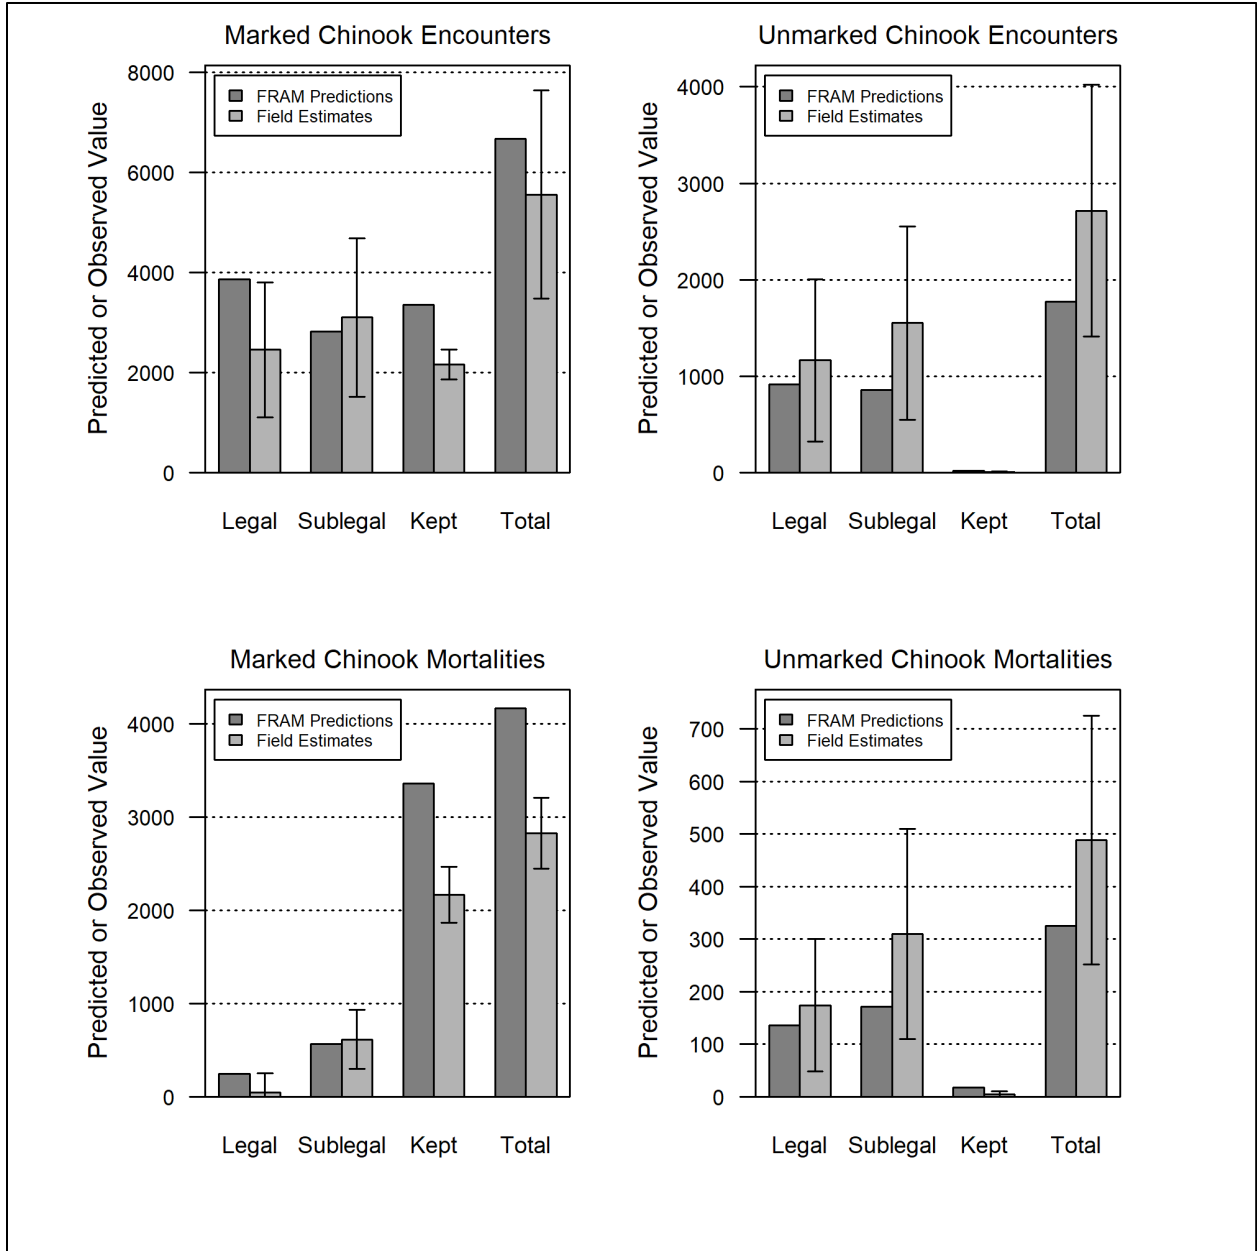 Marked Chinook Encounters
Predicted or Observed Value
8000
6000
4000
2000
0
FRAM Predictions
Field Estimates
Legal Sublegal Kept Total
Unmarked Chinook Encounters
Predicted or Observed Value
4000
3000
2000
1000
0
FRAM Predictions
Field Estimates
Legal Sublegal Kept Total
Marked Chinook Mortalities
Predicted or Observed Value
4000
3000
2000
1000
0
FRAM Predictions
Field Estimates
Legal Sublegal Kept Total
Unmarked Chinook Mortalities
Predicted or Observed Value
700
600
500
400
300
200
100
0
FRAM Predictions
Field Estimates
Legal Sublegal Kept Total